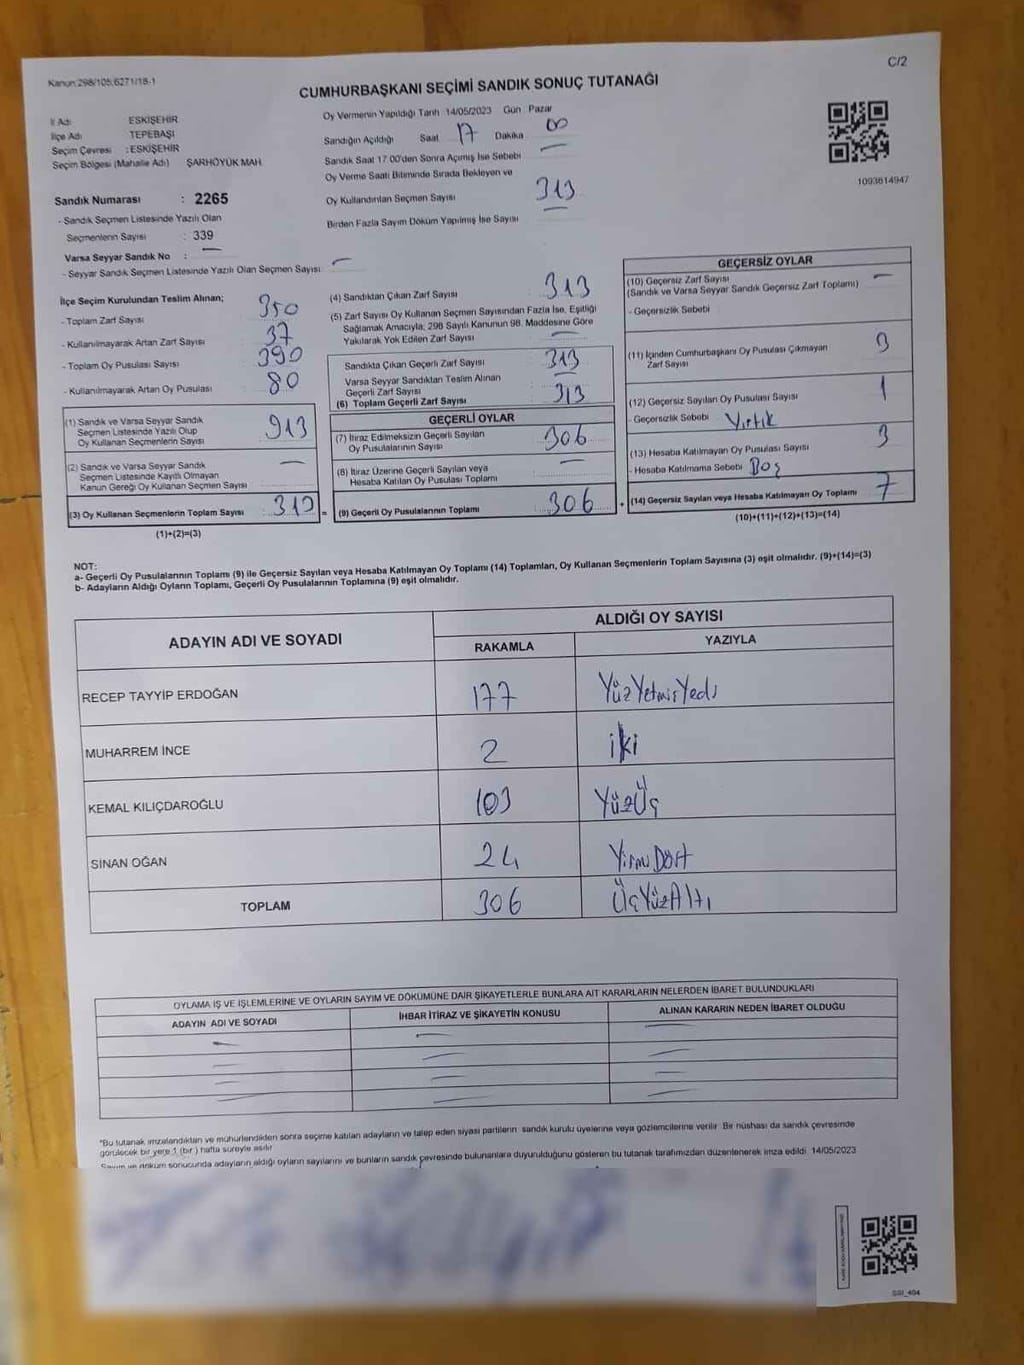 Kanun:298/105,6271/18-1
C/2
CUMHURBAŞKANI SEÇİMİ SANDIK SONUÇ TUTANAĞI
İl Adı ESKİŞEHİR
İlçe Adı TEPEBAŞI
Seçim Çevresi : ESKİŞEHİR
Seçim Bölgesi (Mahalle Adı) ŞARHÖYÜK MAH.
Oy Vermenin Yapıldığı Tarih 14/05/2023 Gün Pazar
Sandığın Açıldığı Saat 17 Dakika 00
Sandık Saat 17.00'den Sonra Açımış İse Sebebi
Oy Verme Saati Bitiminde Sırada Bekleyen ve
Oy Kullandırılan Seçmen Sayısı 313
Birden Fazla Sayım Döküm Yapılmış İse Sayısı
1093614947
Sandık Numarası : 2265
- Sandık Seçmen Listesinde Yazılı Olan
Seçmenlerin Sayısı : 339
Varsa Seyyar Sandık No : —
- Seyyar Sandık Seçmen Listesinde Yazılı Olan Seçmen Sayısı: —
İlçe Seçim Kurulundan Teslim Alınan;
- Toplam Zarf Sayısı 350
- Kullanılmayarak Artan Zarf Sayısı 37
- Toplam Oy Pusulası Sayısı 390
- Kullanılmayarak Artan Oy Pusulası 80
(1) Sandık ve Varsa Seyyar Sandık
Seçmen Listesinde Yazılı Olup
Oy Kullanan Seçmenlerin Sayısı 313
(2) Sandık ve Varsa Seyyar Sandık
Seçmen Listesinde Kayıtlı Olmayan
Kanun Gereği Oy Kullanan Seçmen Sayısı —
(3) Oy Kullanan Seçmenlerin Toplam Sayısı 313 =
(1)+(2)=(3)
(4) Sandıktan Çıkan Zarf Sayısı 313
(5) Zarf Sayısı Oy Kullanan Seçmen Sayısından Fazla İse, Eşitliği
Sağlamak Amacıyla; 298 Sayılı Kanunun 98. Maddesine Göre
Yakılarak Yok Edilen Zarf Sayısı —
Sandıkta Çıkan Geçerli Zarf Sayısı 313
Varsa Seyyar Sandıktan Teslim Alınan
Geçerli Zarf Sayısı —
(6) Toplam Geçerli Zarf Sayısı 313
GEÇERLİ OYLAR
(7) İtiraz Edilmeksizin Geçerli Sayılan
Oy Pusulalarının Sayısı 306
(8) İtiraz Üzerine Geçerli Sayılan veya
Hesaba Katılan Oy Pusulası Toplamı —
(9) Geçerli Oy Pusulalarının Toplamı 306 +
GEÇERSİZ OYLAR
(10) Geçersiz Zarf Sayısı —
(Sandık ve Varsa Seyyar Sandık Geçersiz Zarf Toplamı)
- Geçersizlik Sebebi
(11) İçinden Cumhurbaşkanı Oy Pusulası Çıkmayan
Zarf Sayısı 3
(12) Geçersiz Sayılan Oy Pusulası Sayısı 1
- Geçersizlik Sebebi Yırtık
(13) Hesaba Katılmayan Oy Pusulası Sayısı 3
- Hesaba Katılmama Sebebi Boş
(14) Geçersiz Sayılan veya Hesaba Katılmayan Oy Toplamı 7
(10)+(11)+(12)+(13)=(14)
NOT:
a- Geçerli Oy Pusulalarının Toplamı (9) ile Geçersiz Sayılan veya Hesaba Katılmayan Oy Toplamı (14) Toplamları, Oy Kullanan Seçmenlerin Toplam Sayısına (3) eşit olmalıdır. (9)+(14)=(3)
b- Adayların Aldığı Oyların Toplamı, Geçerli Oy Pusulalarının Toplamına (9) eşit olmalıdır.
ADAYIN ADI VE SOYADI ALDIĞI OY SAYISI
RAKAMLA YAZIYLA
RECEP TAYYİP ERDOĞAN 177 YüzYetmişYedi
MUHARREM İNCE 2 iki
KEMAL KILIÇDAROĞLU 103 YüzÜç
SİNAN OĞAN 24 Yirmi Dört
TOPLAM 306 ÜçYüzAltı
OYLAMA İŞ VE İŞLEMLERİNE VE OYLARIN SAYIM VE DÖKÜMÜNE DAİR ŞİKAYETLERLE BUNLARA AİT KARARLARIN NELERDEN İBARET BULUNDUKLARI
ADAYIN ADI VE SOYADI İHBAR İTİRAZ VE ŞİKAYETİN KONUSU ALINAN KARARIN NEDEN İBARET OLDUĞU
"Bu tutanak imzalandıktan ve mühürlendikten sonra seçime katılan adayların ve talep eden siyasi partilerin sandık kurulu üyelerine veya gözlemcilerine verilir. Bir nüshası da sandık çevresinde
görülecek bir yere 1 (bir) hafta süreyle asılır.
Sayım ve döküm sonucunda adayların aldığı oyların sayılarını ve bunların sandık çevresinde bulunanlara duyurulduğunu gösteren bu tutanak tarafımızdan düzenlenerek imza edildi. 14/05/2023
SSI_404